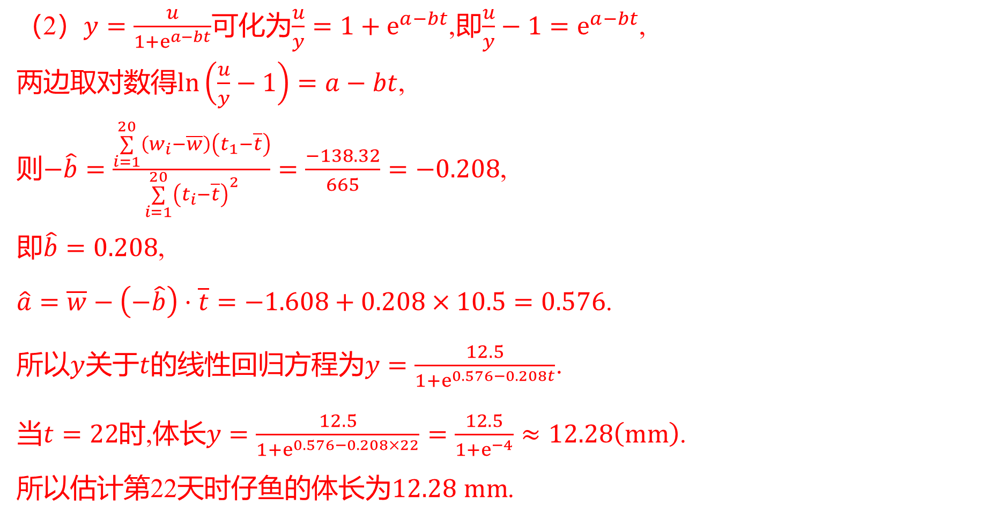 （2）$y=\frac{u}{1+\mathrm{e}^{a-bt}}$可化为$\frac{u}{y}=1+\mathrm{e}^{a-bt}$,即$\frac{u}{y}-1=\mathrm{e}^{a-bt}$,
两边取对数得$\ln\left(\frac{u}{y}-1\right)=a-bt$,
则$-\hat{b}=\frac{\sum_{i=1}^{20}(w_i-\overline{w})(t_1-\overline{t})}{\sum_{i=1}^{20}(t_i-\overline{t})^2}=\frac{-138.32}{665}=-0.208$,
即$\hat{b}=0.208$,
$\hat{a}=\overline{w}-(-\hat{b})\cdot\overline{t}=-1.608+0.208\times10.5=0.576$.
所以$y$关于$t$的线性回归方程为$y=\frac{12.5}{1+\mathrm{e}^{0.576-0.208t}}$.
当$t=22$时,体长$y=\frac{12.5}{1+\mathrm{e}^{0.576-0.208\times22}}=\frac{12.5}{1+\mathrm{e}^{-4}}\approx12.28(\mathrm{mm})$.
所以估计第22天时仔鱼的体长为12.28 mm.